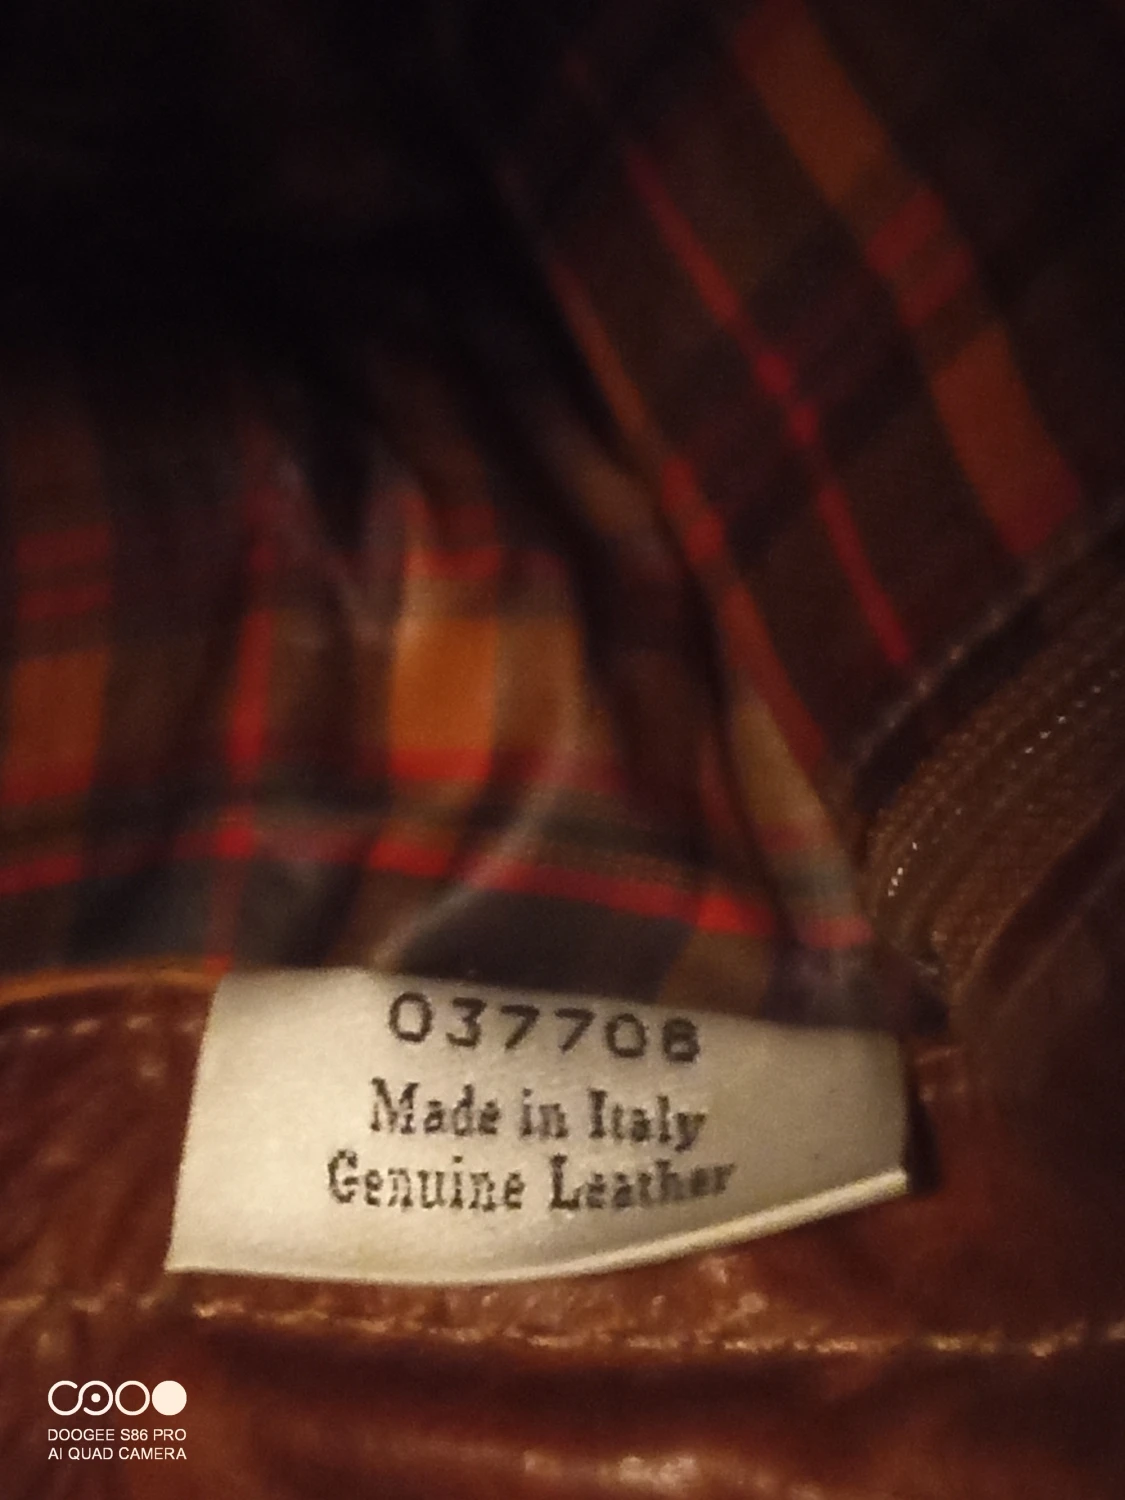 037708
Made in Italy
Genuine Leather
DOOGEE S86 PRO
AI QUAD CAMERA